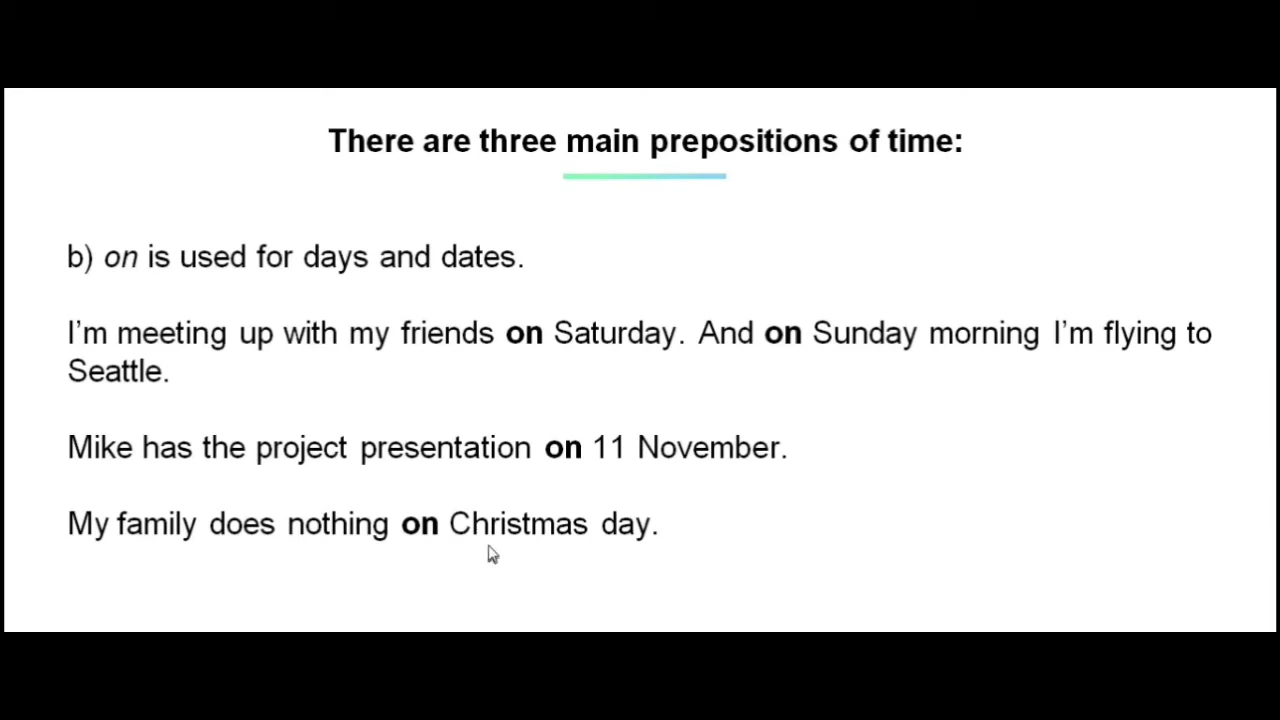 There are three main prepositions of time:
b) on is used for days and dates.
I’m meeting up with my friends on Saturday. And on Sunday morning I’m flying to
Seattle.
Mike has the project presentation on 11 November.
My family does nothing on Christmas day.